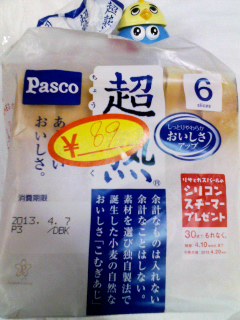 Pasco
超熟
ちょう
く
6
slices
¥89
おいしさ。
しっとりやわらか
おいしさ
アップ
余計なものは入れない
余計なことはしない。
素材を選び独自製法で
誕生した小麦の自然な
おいしさ「こむぎあじ」
シリコン
スチーマー
プレゼント
消費期限
2013. 4. 7
P3 /DBK